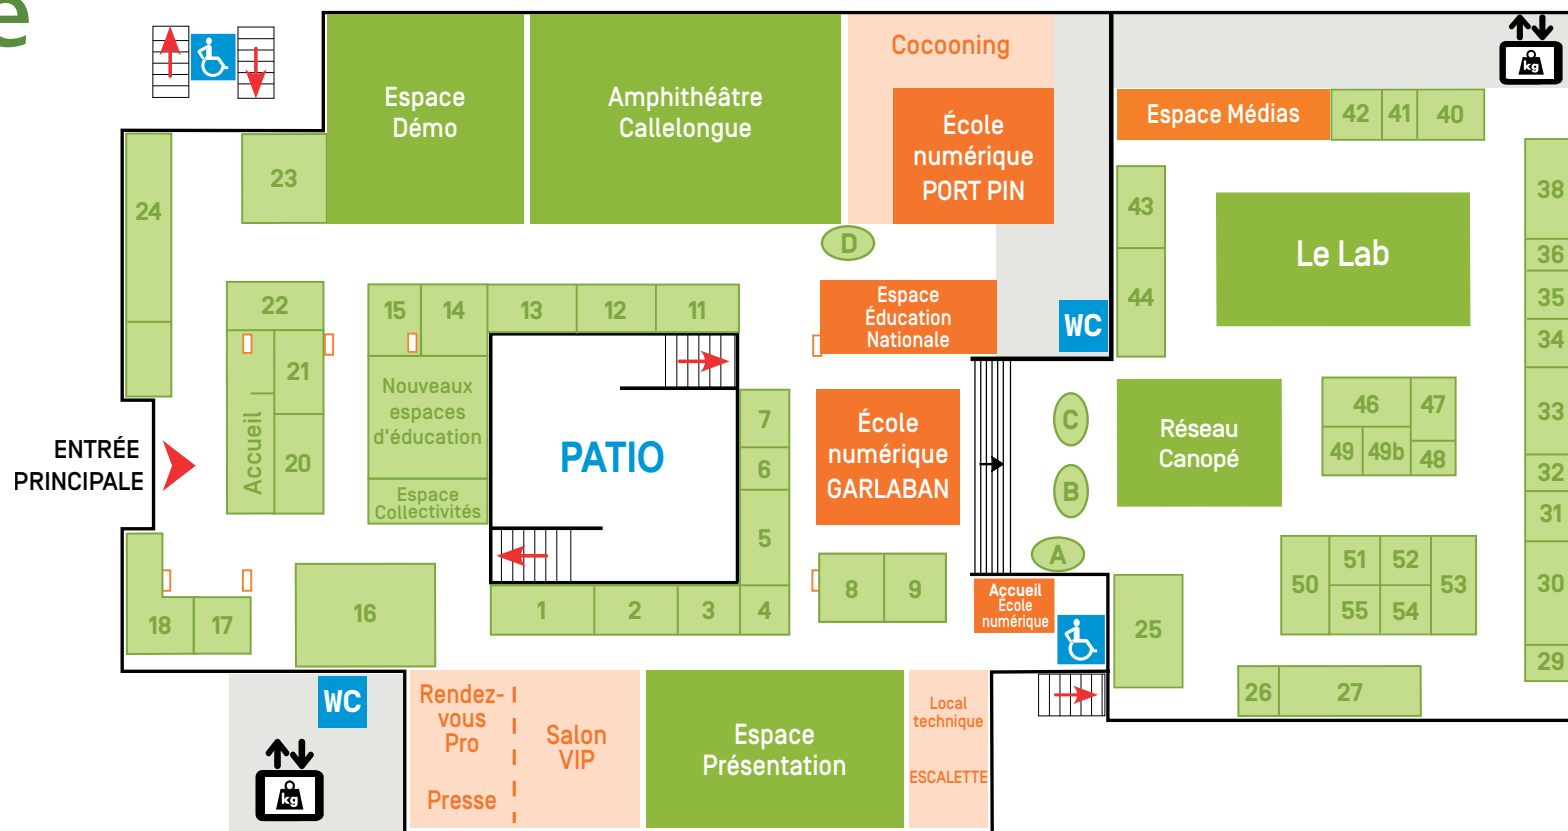 e
Espace
Démo
Amphithéâtre
Callelongue
Cocooning
École
numérique
PORT PIN
kg
Espace Médias
42
41
40
23
24
38
43
D
Le Lab
36
22
15
14
13
12
11
Espace
Éducation
Nationale
44
35
WC
34
21
Accueil
20
Nouveaux
espaces
d'éducation
Espace
Collectivités
ENTRÉE
PRINCIPALE
PATIO
7
6
5
École
numérique
GARLABAN
C
B
A
Réseau
Canopé
46
47
49
49b
48
33
32
31
18
17
16
1
2
3
4
8
9
Accueil
École
numérique
25
50
51
52
53
55
54
30
29
26
27
WC
kg
Rendez-
vous
Pro
Presse
Salon
VIP
Espace
Présentation
Local
technique
ESCALETTE